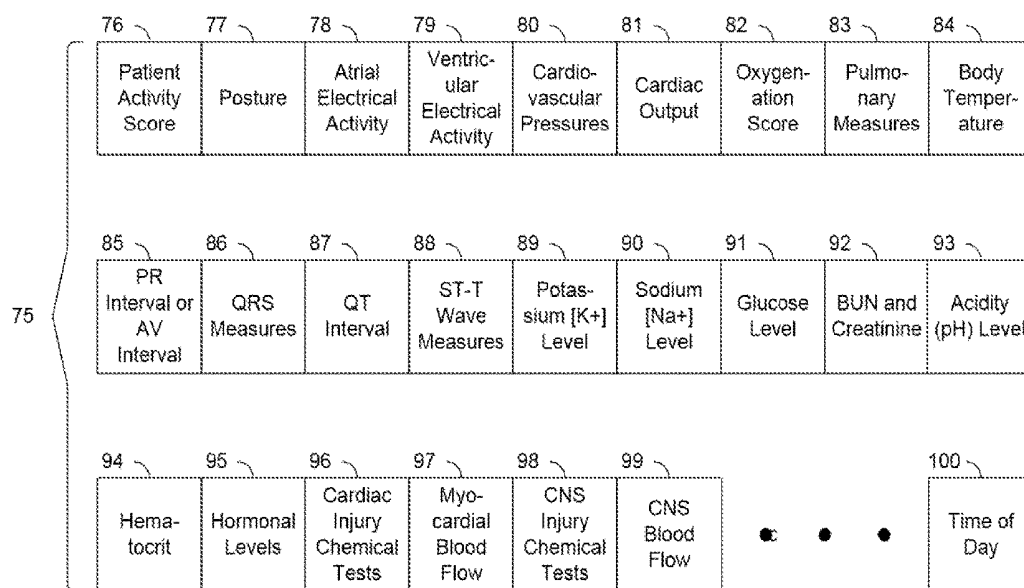 76 77 78 79 80 81 82 83 84
Patient
Activity
Score
Posture
Atrial
Electrical
Activity
Ventric-
ular
Electrical
Activity
Cardio-
vascular
Pressures
Cardiac
Output
Oxygen-
ation
Score
Pulmo-
nary
Measures
Body
Temper-
ature
75
85 86 87 88 89 90 91 92 93
PR
Interval or
AV
Interval
QRS
Measures
QT
Interval
ST-T
Wave
Measures
Potas-
sium [K+]
Level
Sodium
[Na+]
Level
Glucose
Level
BUN and
Creatinine
Acidity
(pH) Level
94 95 96 97 98 99 100
Hema-
tocrit
Hormonal
Levels
Cardiac
Injury
Chemical
Tests
Myo-
cardial
Blood
Flow
CNS
Injury
Chemical
Tests
CNS
Blood
Flow
Time of
Day